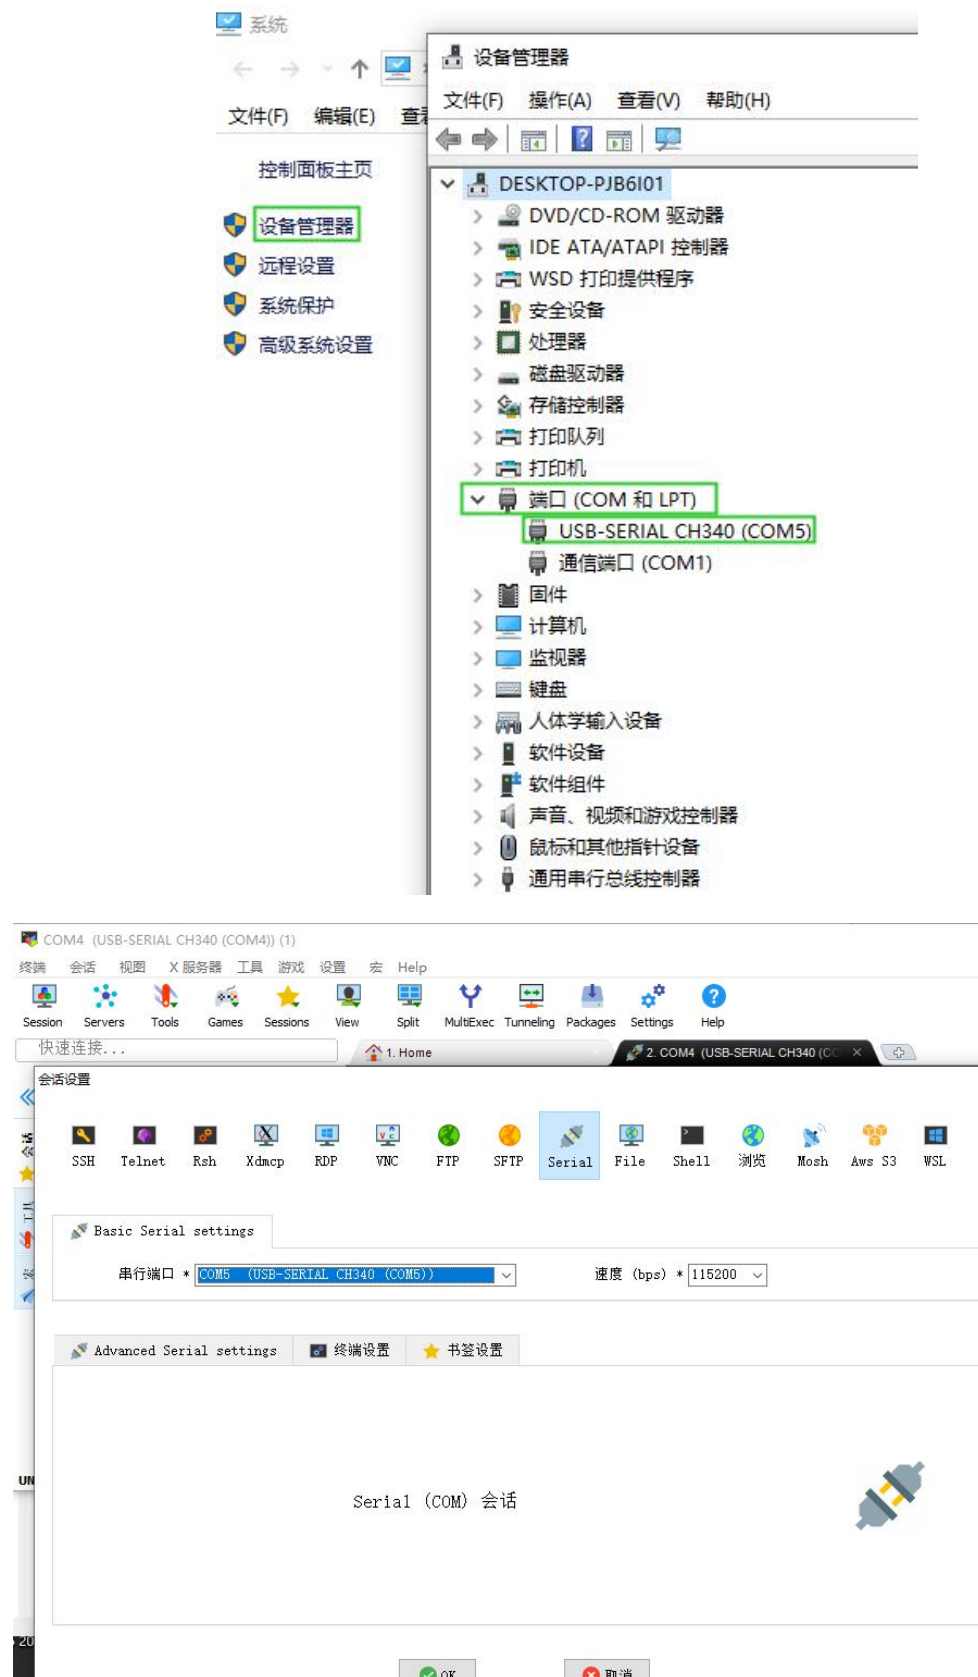 系统
设备管理器
文件(F) 编辑(E)
文件(F) 操作(A) 查看(V) 帮助(H)
控制面板主页
设备管理器
远程设置
系统保护
高级系统设置
DESKTOP-PJB6I01
DVD/CD-ROM 驱动器
IDE ATA/ATAPI 控制器
WSD 打印提供程序
安全设备
处理器
磁盘驱动器
存储控制器
打印队列
打印机
端口 (COM 和 LPT)
USB-SERIAL CH340 (COM5)
通信端口 (COM1)
固件
计算机
监视器
键盘
人体学输入设备
软件设备
软件组件
声音、视频和游戏控制器
鼠标和其他指针设备
通用串行总线控制器
COM4 (USB-SERIAL CH340 (COM4)) (1)
终端 会话 视图 X 服务器 工具 游戏 设置 宏 Help
Session Servers Tools Games Sessions View Split MultiExec Tunneling Packages Settings Help
快速连接...
1. Home
2. COM4 (USB-SERIAL CH340 (CO
会话设置
SSH Telnet Rsh Xdmcp RDP VNC FTP SFTP Serial File Shell 浏览 Mosh Aws S3 WSL
Basic Serial settings
串行端口 * COM5 (USB-SERIAL CH340 (COM5)) 速度 (bps) * 115200
Advanced Serial settings 终端设置 书签设置
UN
Serial (COM) 会话
20
OK 取消